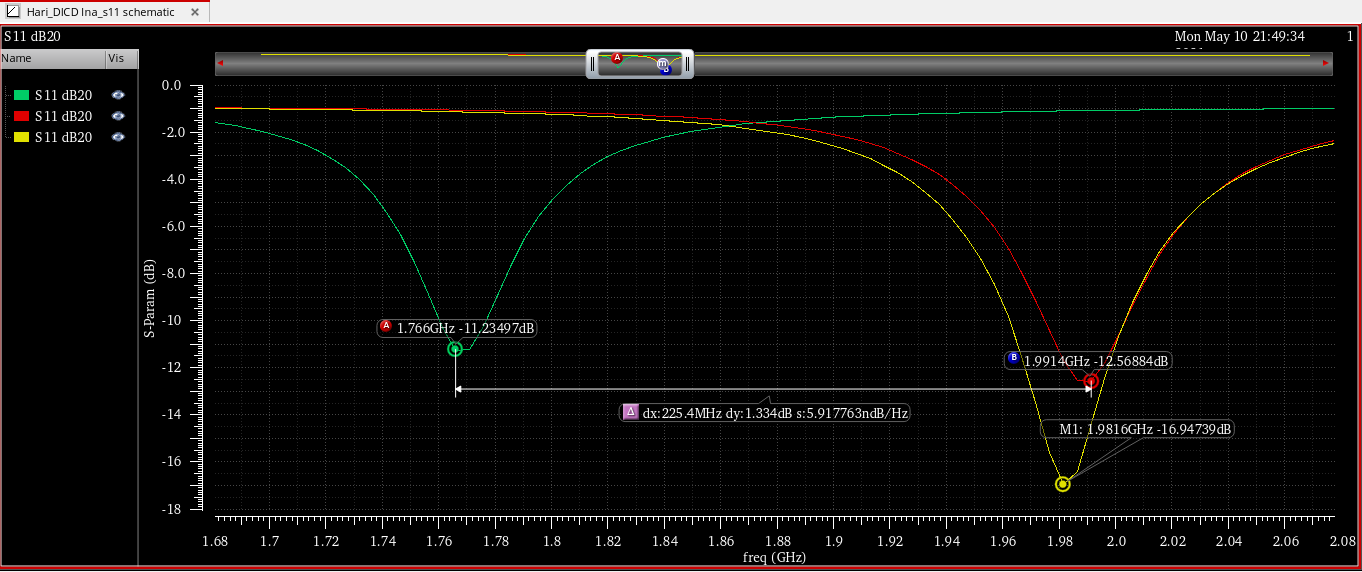 Hari_DICD lna_s11 schematic
S11 dB20
Mon May 10 21:49:34
1
Name Vis
S11 dB20
S11 dB20
S11 dB20
A
m
B
S-Param (dB)
0.0
-2.0
-4.0
-6.0
-8.0
-10
-12
-14
-16
-18
A 1.766GHz -11.23497dB
B 1.9914GHz -12.56884dB
Δ dx:225.4MHz dy:1.334dB s:5.917763ndB/Hz
M1: 1.9816GHz -16.94739dB
1.68 1.7 1.72 1.74 1.76 1.78 1.8 1.82 1.84 1.86 1.88 1.9 1.92 1.94 1.96 1.98 2.0 2.02 2.04 2.06 2.08
freq (GHz)